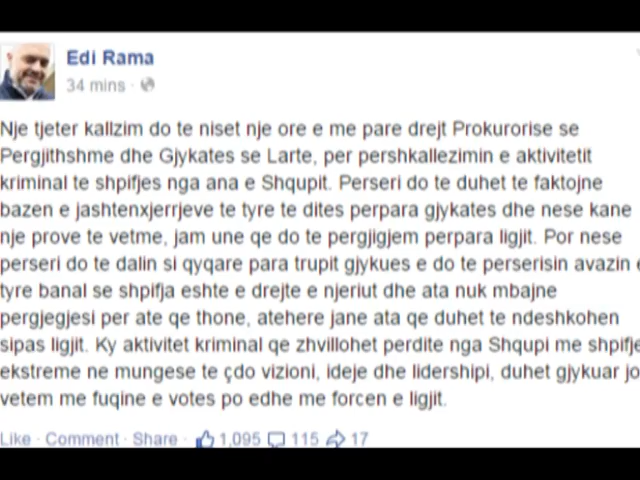 Edi Rama
34 mins ·
Nje tjeter kallzim do te niset nje ore e me pare drejt Prokurorise se
Pergjithshme dhe Gjykates se Larte, per pershkallezimin e aktivitetit
kriminal te shpifjes nga ana e Shqupit. Perseri do te duhet te faktojne
bazen e jashtenxjerrjeve te tyre te dites perpara gjykates dhe nese kane
nje prove te vetme, jam une qe do te pergjigjem perpara ligjit. Por nese
perseri do te dalin si qyqare para trupit gjykues e do te perserisin avazin e
tyre banal se shpifja eshte e drejte e njeriut dhe ata nuk mbajne
pergjegjesi per ate qe thone, atehere jane ata qe duhet te ndeshkohen
sipas ligjit. Ky aktivitet kriminal qe zhvillohet perdite nga Shqupi me shpifje
ekstreme ne mungese te çdo vizioni, ideje dhe lidershipi, duhet gjykuar jo
vetem me fuqine e votes po edhe me forcen e ligjit.
Like · Comment · Share · 1,095 115 17